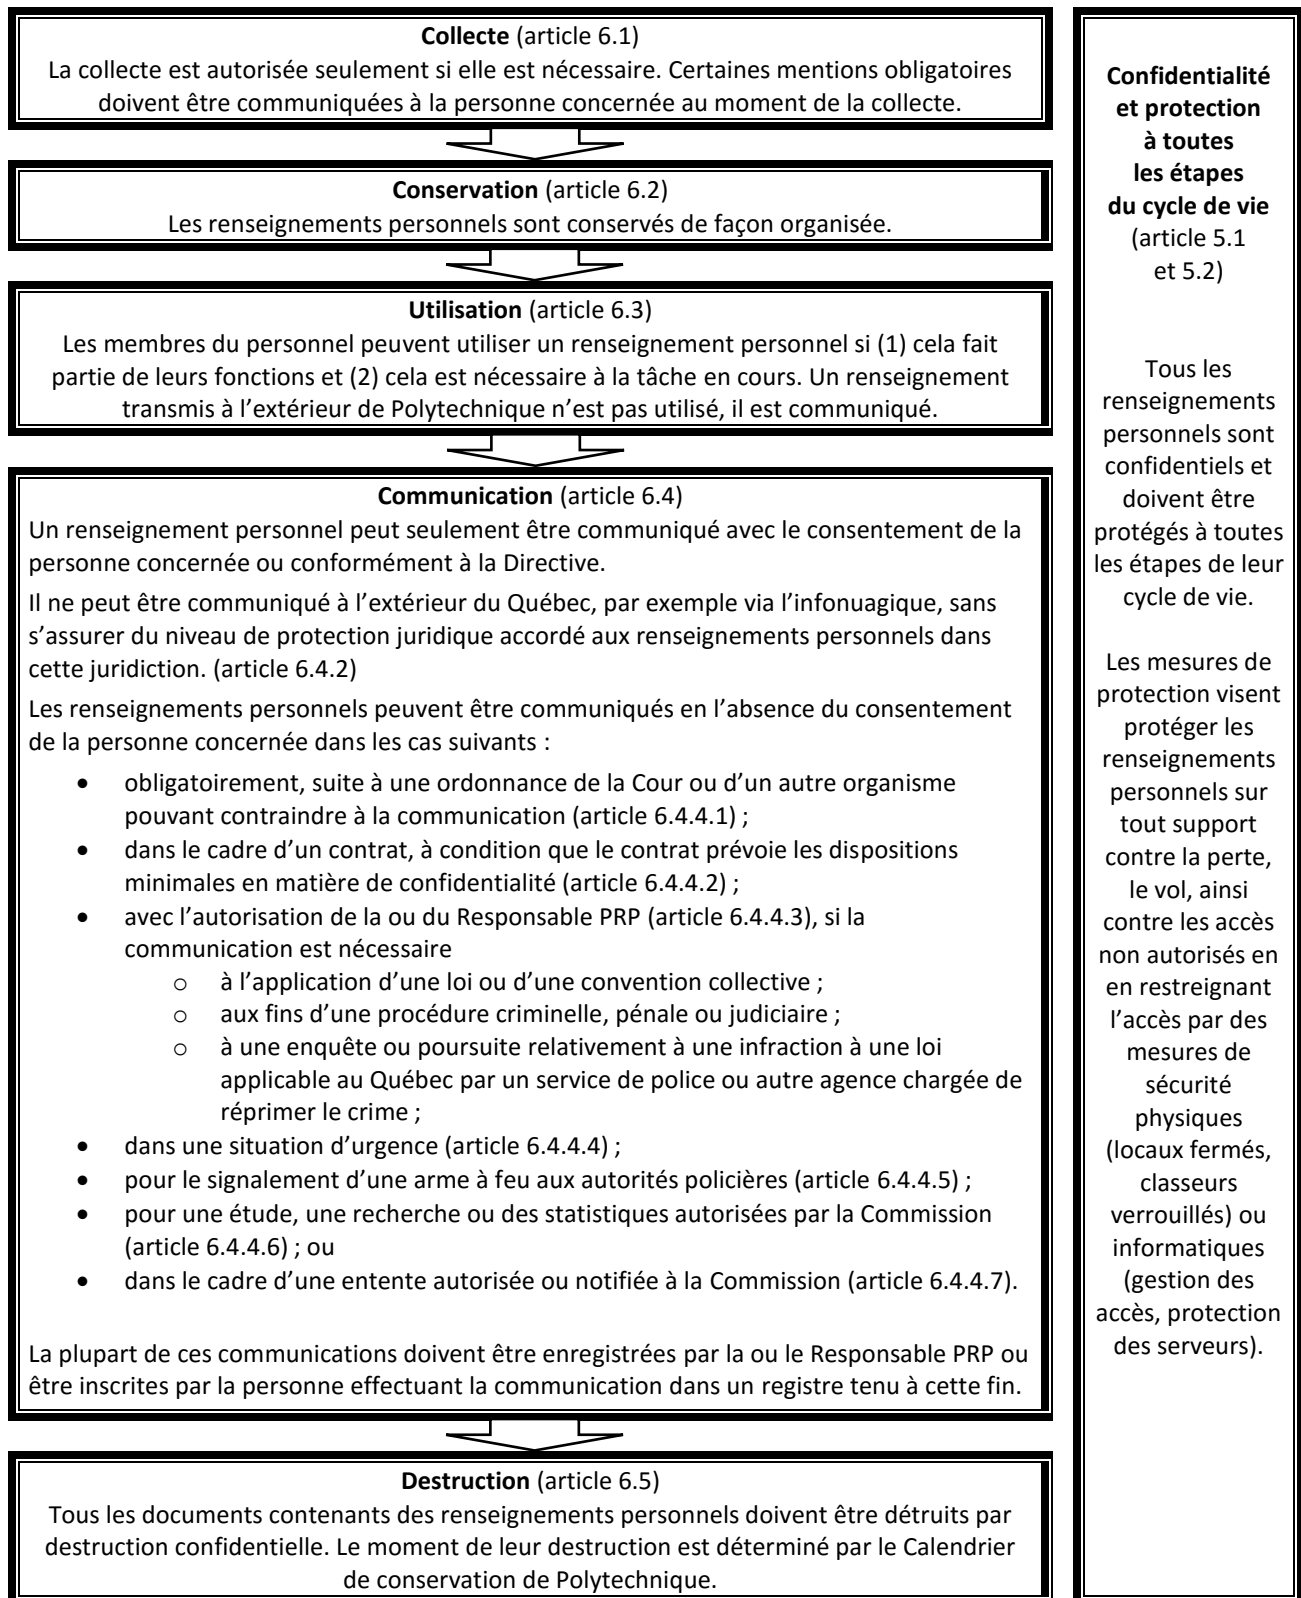 Collecte (article 6.1)
La collecte est autorisée seulement si elle est nécessaire. Certaines mentions obligatoires
doivent être communiquées à la personne concernée au moment de la collecte.
Conservation (article 6.2)
Les renseignements personnels sont conservés de façon organisée.
Utilisation (article 6.3)
Les membres du personnel peuvent utiliser un renseignement personnel si (1) cela fait
partie de leurs fonctions et (2) cela est nécessaire à la tâche en cours. Un renseignement
transmis à l’extérieur de Polytechnique n’est pas utilisé, il est communiqué.
Communication (article 6.4)
Un renseignement personnel peut seulement être communiqué avec le consentement de la
personne concernée ou conformément à la Directive.
Il ne peut être communiqué à l’extérieur du Québec, par exemple via l’infonuagique, sans
s’assurer du niveau de protection juridique accordé aux renseignements personnels dans
cette juridiction. (article 6.4.2)
Les renseignements personnels peuvent être communiqués en l’absence du consentement
de la personne concernée dans les cas suivants :
• obligatoirement, suite à une ordonnance de la Cour ou d’un autre organisme
pouvant contraindre à la communication (article 6.4.4.1) ;
• dans le cadre d’un contrat, à condition que le contrat prévoie les dispositions
minimales en matière de confidentialité (article 6.4.4.2) ;
• avec l’autorisation de la ou du Responsable PRP (article 6.4.4.3), si la
communication est nécessaire
o à l’application d’une loi ou d’une convention collective ;
o aux fins d’une procédure criminelle, pénale ou judiciaire ;
o à une enquête ou poursuite relativement à une infraction à une loi
applicable au Québec par un service de police ou autre agence chargée de
réprimer le crime ;
• dans une situation d’urgence (article 6.4.4.4) ;
• pour le signalement d’une arme à feu aux autorités policières (article 6.4.4.5) ;
• pour une étude, une recherche ou des statistiques autorisées par la Commission
(article 6.4.4.6) ; ou
• dans le cadre d’une entente autorisée ou notifiée à la Commission (article 6.4.4.7).
La plupart de ces communications doivent être enregistrées par la ou le Responsable PRP ou
être inscrites par la personne effectuant la communication dans un registre tenu à cette fin.
Destruction (article 6.5)
Tous les documents contenants des renseignements personnels doivent être détruits par
destruction confidentielle. Le moment de leur destruction est déterminé par le Calendrier
de conservation de Polytechnique.
Confidentialité
et protection
à toutes
les étapes
du cycle de vie
(article 5.1
et 5.2)
Tous les
renseignements
personnels sont
confidentiels et
doivent être
protégés à toutes
les étapes de leur
cycle de vie.
Les mesures de
protection visent
protéger les
renseignements
personnels sur
tout support
contre la perte,
le vol, ainsi
contre les accès
non autorisés en
en restreignant
l’accès par des
mesures de
sécurité
physiques
(locaux fermés,
classeurs
verrouillés) ou
informatiques
(gestion des
accès, protection
des serveurs).